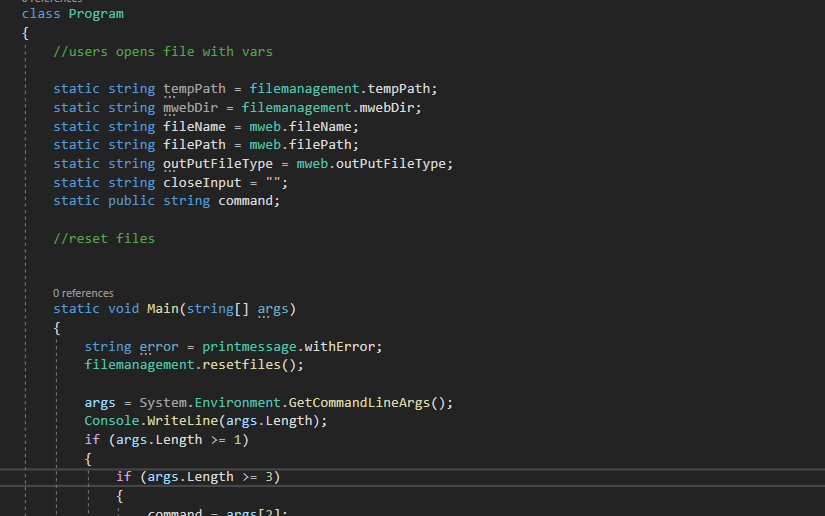 0 references
class Program
{
//users opens file with vars
static string tempPath = filemanagement.tempPath;
static string mwebDir = filemanagement.mwebDir;
static string fileName = mweb.fileName;
static string filePath = mweb.filePath;
static string outPutFileType = mweb.outPutFileType;
static string closeInput = "";
static public string command;
//reset files
0 references
static void Main(string[] args)
{
string error = printmessage.withError;
filemanagement.resetfiles();
args = System.Environment.GetCommandLineArgs();
Console.WriteLine(args.Length);
if (args.Length >= 1)
{
if (args.Length >= 3)
{
command = args[2];